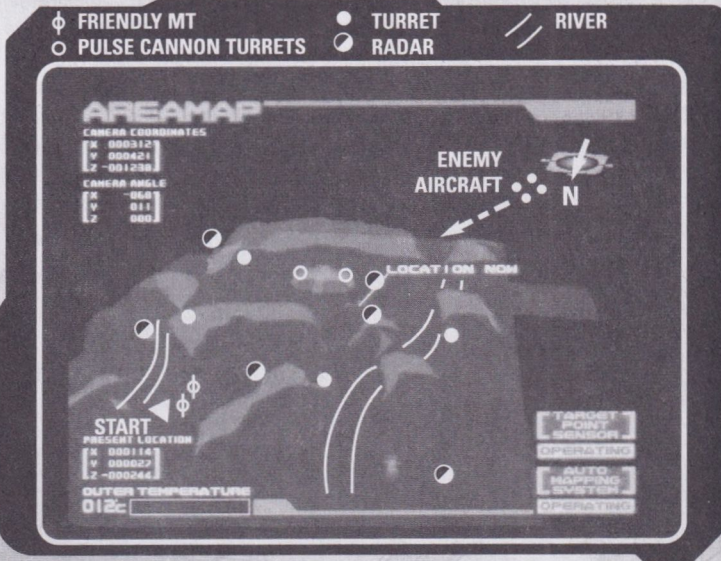 FRIENDLY MT
TURRET
RIVER
PULSE CANNON TURRETS
RADAR
AREAMAP
CAMERA COORDINATES
X 000312
Y 000421
Z -001238
CAMERA ANGLE
X -060
Y 011
Z 000
ENEMY
AIRCRAFT
N
LOCATION NOW
START
PRESENT LOCATION
X 000114
Y 000027
Z -000244
OUTER TEMPERATURE
012℃
TARGET
POINT
SENSOR
OPERATING
AUTO
MAPPING
SYSTEM
OPERATING